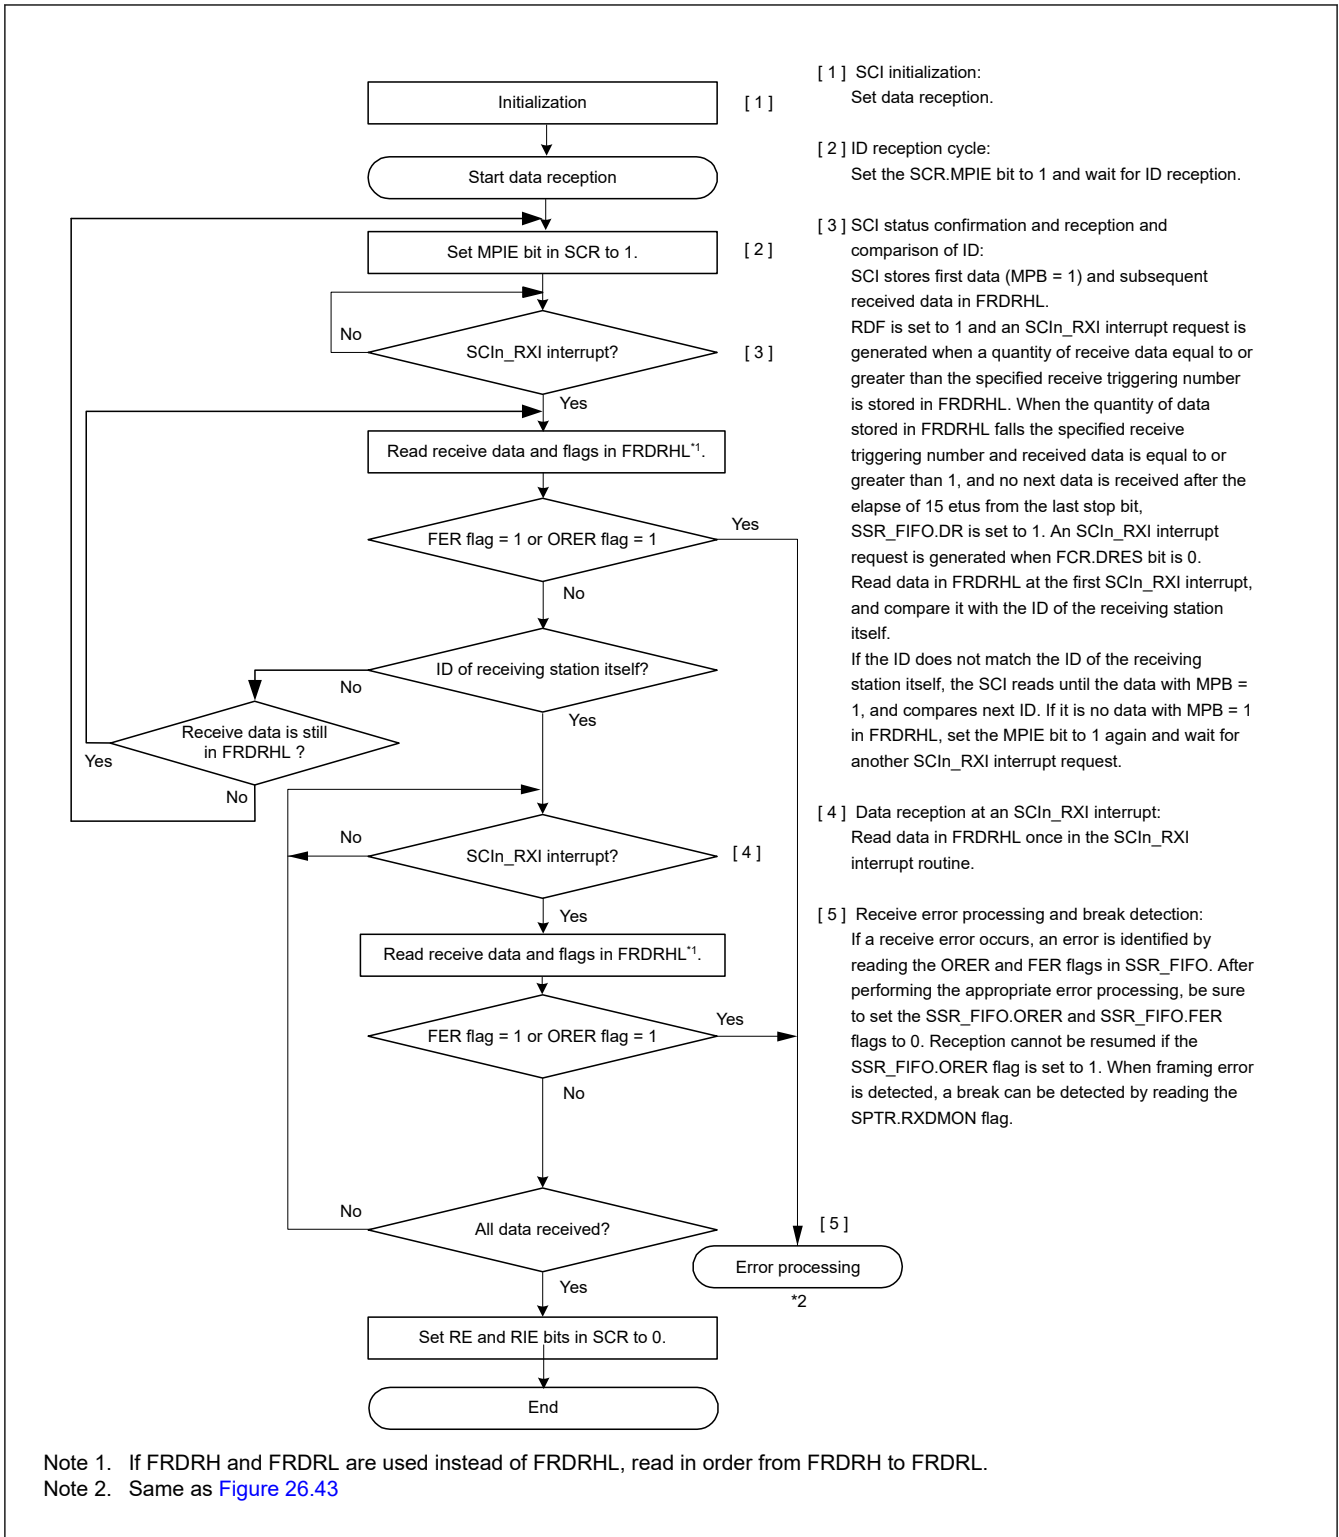 Initialization
[ 1 ]
Start data reception
Set MPIE bit in SCR to 1.
[ 2 ]
No
SCIn_RXI interrupt?
[ 3 ]
Yes
Read receive data and flags in FRDRHL*1.
FER flag = 1 or ORER flag = 1
Yes
No
ID of receiving station itself?
No
Yes
Receive data is still
in FRDRHL ?
Yes
No
No
SCIn_RXI interrupt?
[ 4 ]
Yes
Read receive data and flags in FRDRHL*1.
FER flag = 1 or ORER flag = 1
Yes
No
No
All data received?
Yes
[ 5 ]
Error processing
*2
Set RE and RIE bits in SCR to 0.
End
[ 1 ] SCI initialization:
Set data reception.
[ 2 ] ID reception cycle:
Set the SCR.MPIE bit to 1 and wait for ID reception.
[ 3 ] SCI status confirmation and reception and
comparison of ID:
SCI stores first data (MPB = 1) and subsequent
received data in FRDRHL.
RDF is set to 1 and an SCIn_RXI interrupt request is
generated when a quantity of receive data equal to or
greater than the specified receive triggering number
is stored in FRDRHL. When the quantity of data
stored in FRDRHL falls the specified receive
triggering number and received data is equal to or
greater than 1, and no next data is received after the
elapse of 15 etus from the last stop bit,
SSR_FIFO.DR is set to 1. An SCIn_RXI interrupt
request is generated when FCR.DRES bit is 0.
Read data in FRDRHL at the first SCIn_RXI interrupt,
and compare it with the ID of the receiving station
itself.
If the ID does not match the ID of the receiving
station itself, the SCI reads until the data with MPB =
1, and compares next ID. If it is no data with MPB = 1
in FRDRHL, set the MPIE bit to 1 again and wait for
another SCIn_RXI interrupt request.
[ 4 ] Data reception at an SCIn_RXI interrupt:
Read data in FRDRHL once in the SCIn_RXI
interrupt routine.
[ 5 ] Receive error processing and break detection:
If a receive error occurs, an error is identified by
reading the ORER and FER flags in SSR_FIFO. After
performing the appropriate error processing, be sure
to set the SSR_FIFO.ORER and SSR_FIFO.FER
flags to 0. Reception cannot be resumed if the
SSR_FIFO.ORER flag is set to 1. When framing error
is detected, a break can be detected by reading the
SPTR.RXDMON flag.
Note 1. If FRDRH and FRDRL are used instead of FRDRHL, read in order from FRDRH to FRDRL.
Note 2. Same as Figure 26.43